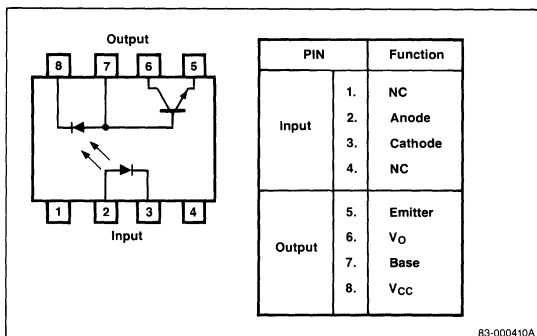 Output
8 7 6 5
1 2 3 4
Input
PIN Function
Input
1. NC
2. Anode
3. Cathode
4. NC
Output
5. Emitter
6. VO
7. Base
8. VCC
83-000410A